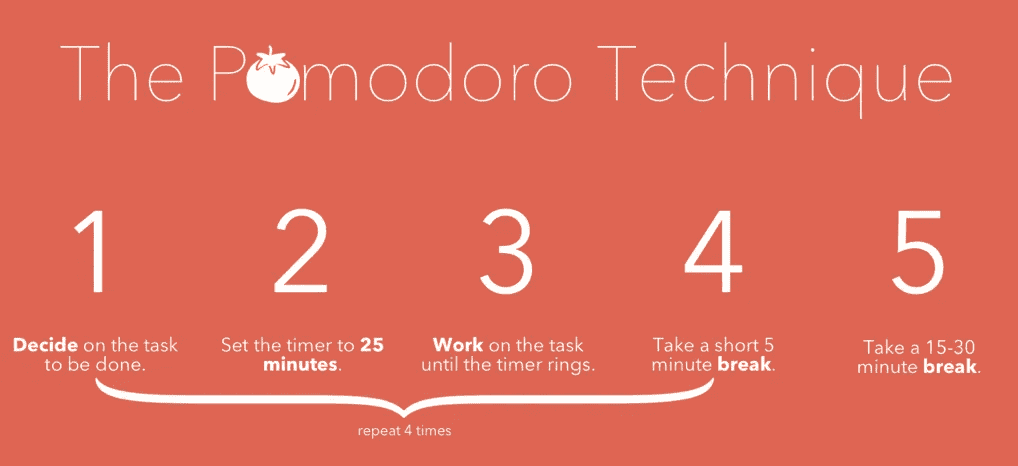 The Pomodoro Technique
1
2
3
4
5
Decide on the task
to be done.
Set the timer to 25
minutes.
Work on the task
until the timer rings.
Take a short 5
minute break.
Take a 15-30
minute break.
repeat 4 times